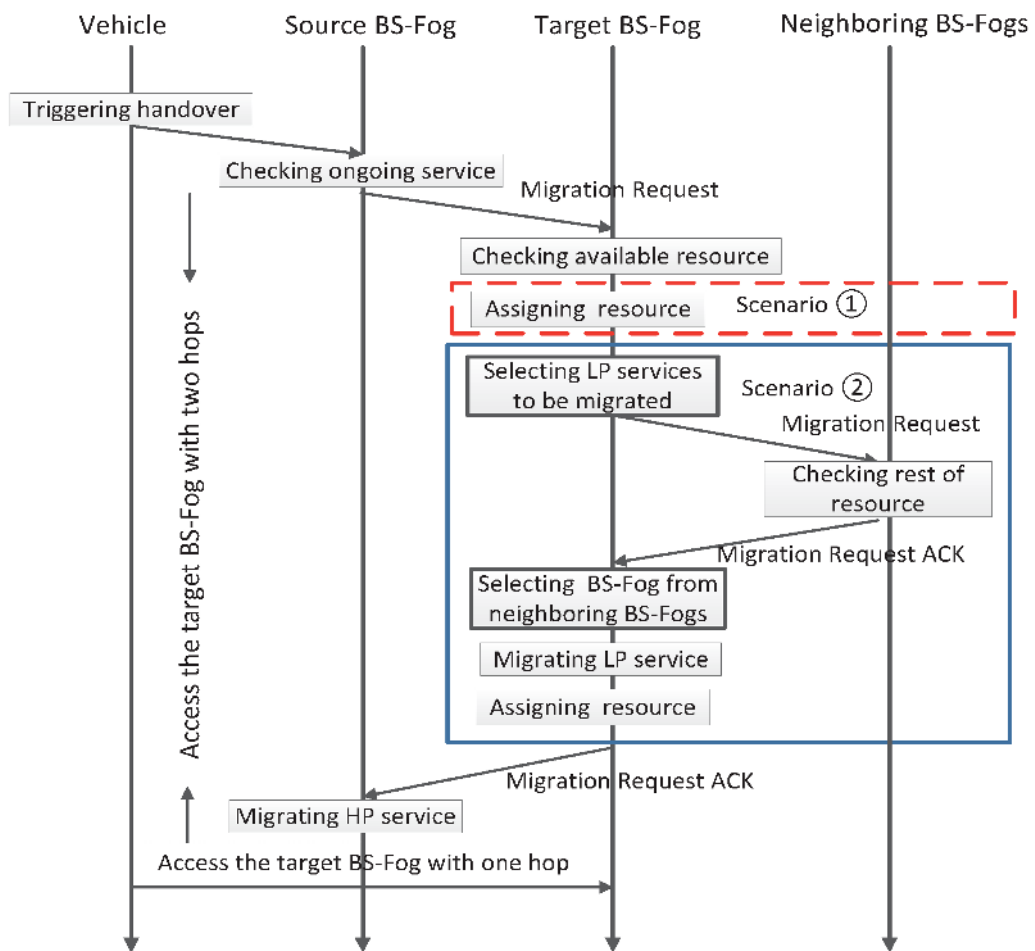 Vehicle
Source BS-Fog
Target BS-Fog
Neighboring BS-Fogs
Triggering handover
Checking ongoing service
Migration Request
Checking available resource
Assigning resource
Scenario ①
Selecting LP services
to be migrated
Scenario ②
Migration Request
Checking rest of
resource
Migration Request ACK
Selecting BS-Fog from
neighboring BS-Fogs
Migrating LP service
Assigning resource
Access the target BS-Fog with two hops
Migration Request ACK
Migrating HP service
Access the target BS-Fog with one hop